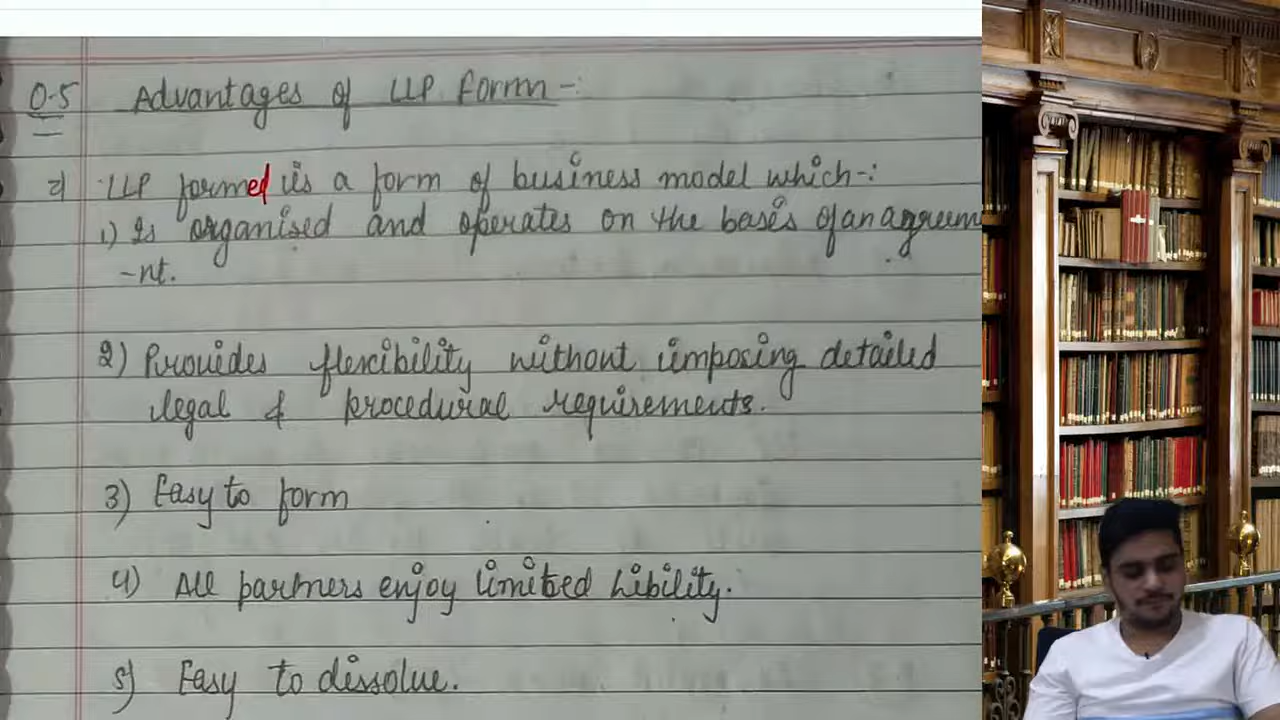 Q.5 Advantages of LLP form -:
2) LLP formed is a form of business model which -:
1) Is organised and operates on the bases of an agreem
-nt.
2) Provides flexibility without imposing detailed
legal & procedural requirements.
3) Easy to form
4) All partners enjoy limited libility.
5) Easy to dissolve.